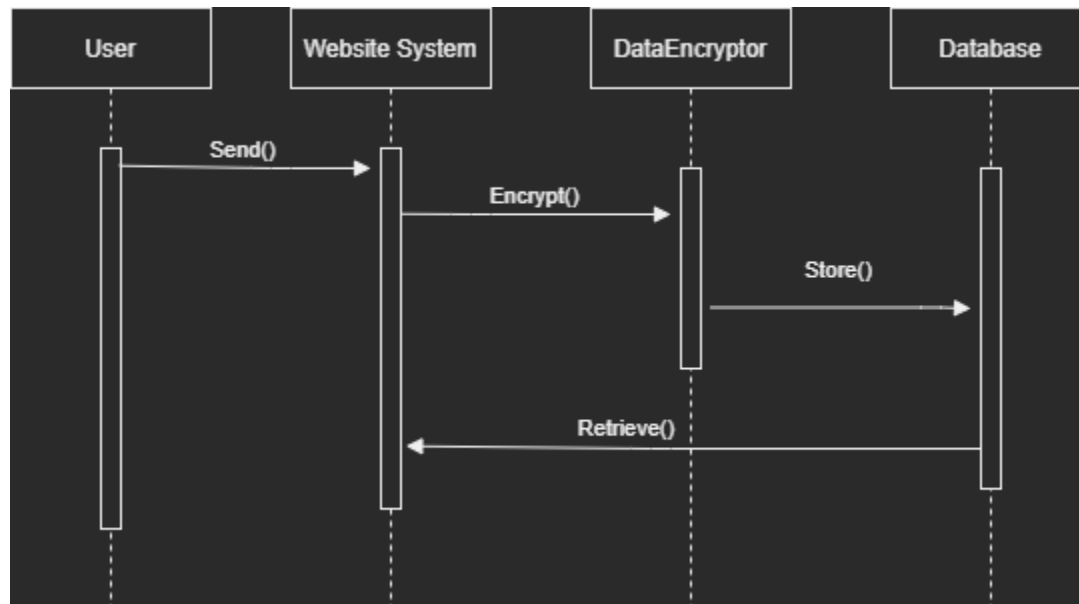 User
Website System
DataEncryptor
Database
Send()
Encrypt()
Store()
Retrieve()